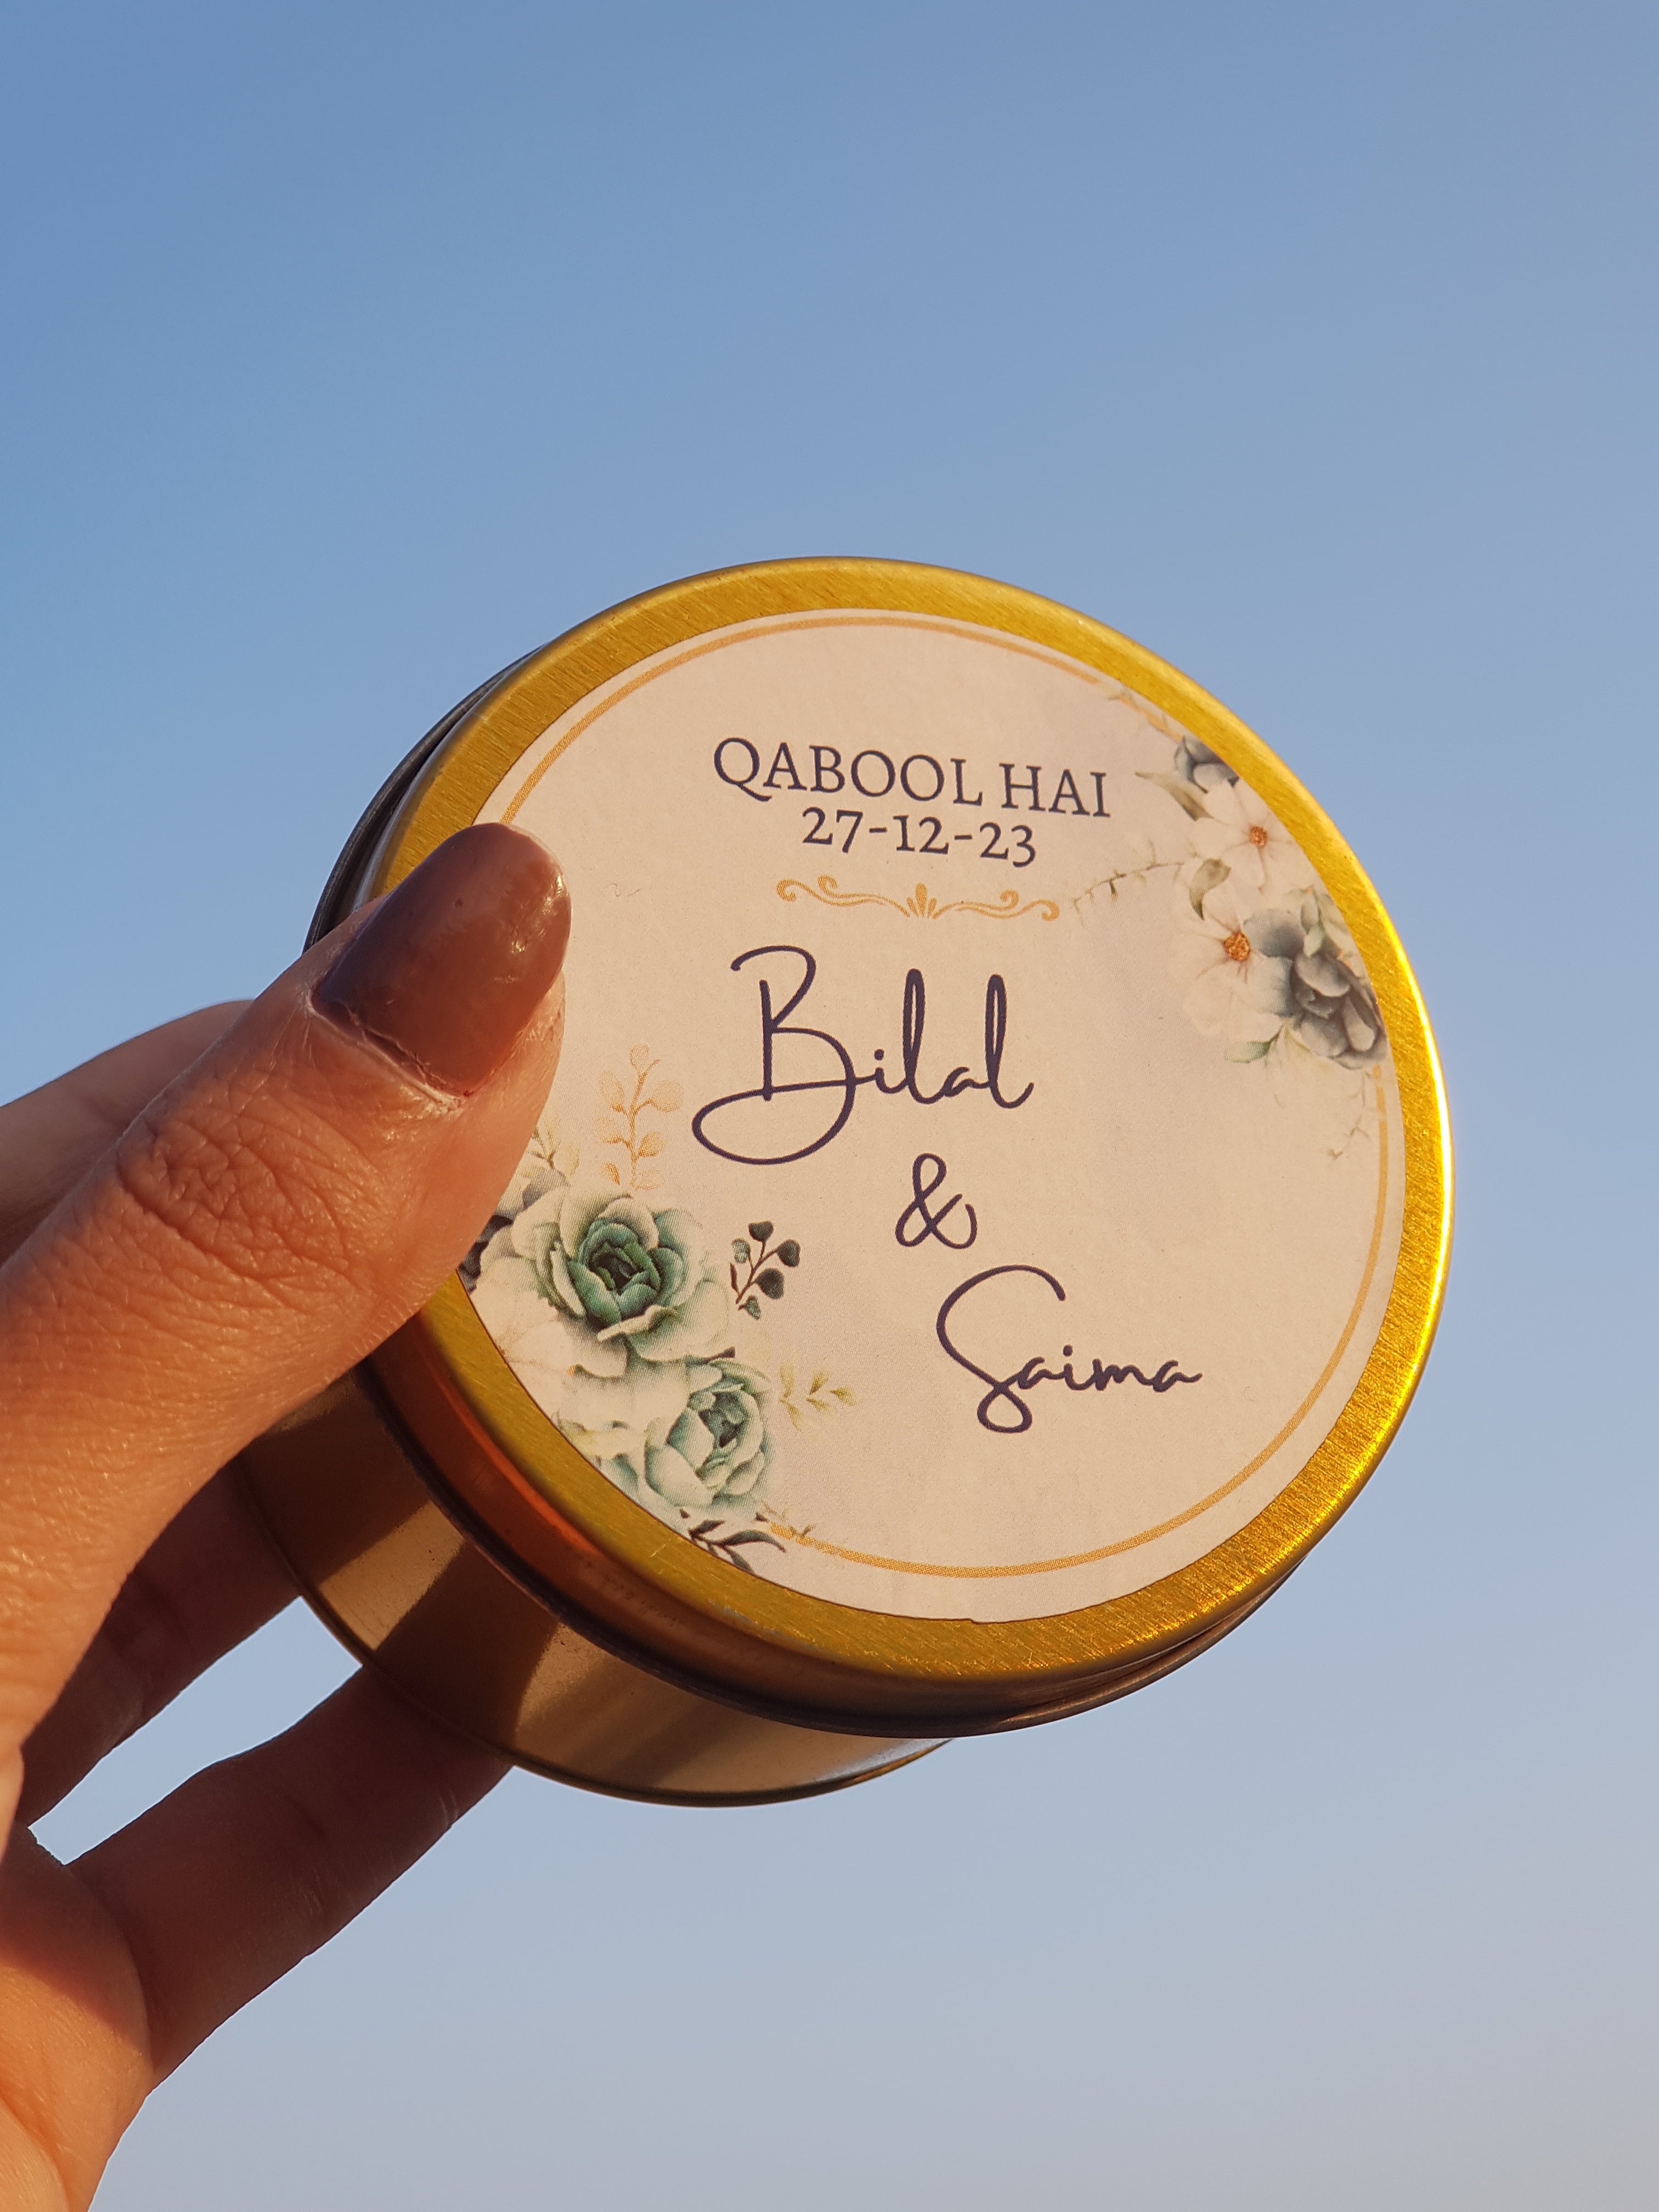 QABOOL HAI
27-12-23
Bilal
&
Saima